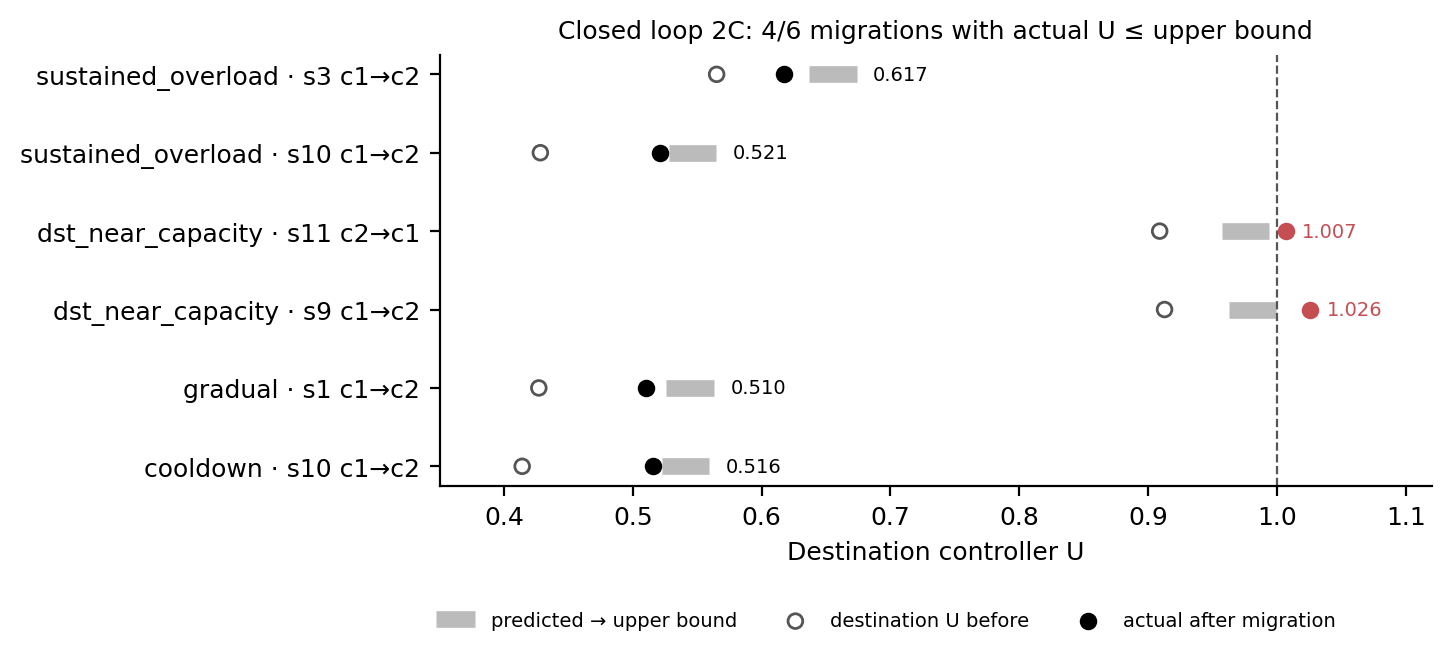 Closed loop 2C: 4/6 migrations with actual U ≤ upper bound
sustained_overload · s3 c1→c2
0.617
sustained_overload · s10 c1→c2
0.521
dst_near_capacity · s11 c2→c1
1.007
dst_near_capacity · s9 c1→c2
1.026
gradual · s1 c1→c2
0.510
cooldown · s10 c1→c2
0.516
0.4 0.5 0.6 0.7 0.8 0.9 1.0 1.1
Destination controller U
predicted → upper bound destination U before actual after migration